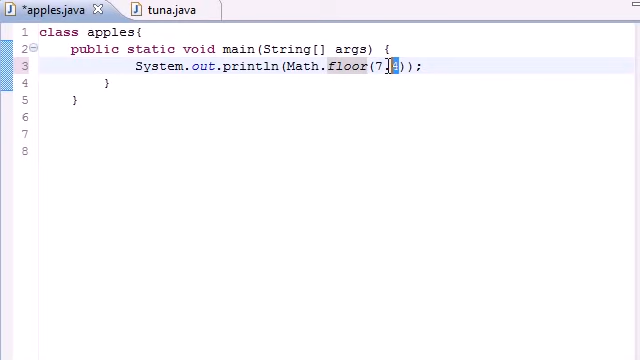 *apples.java tuna.java
1 class apples{
2 public static void main(String[] args) {
3 System.out.println(Math.floor(7.4));
4 }
5 }
6
7
8